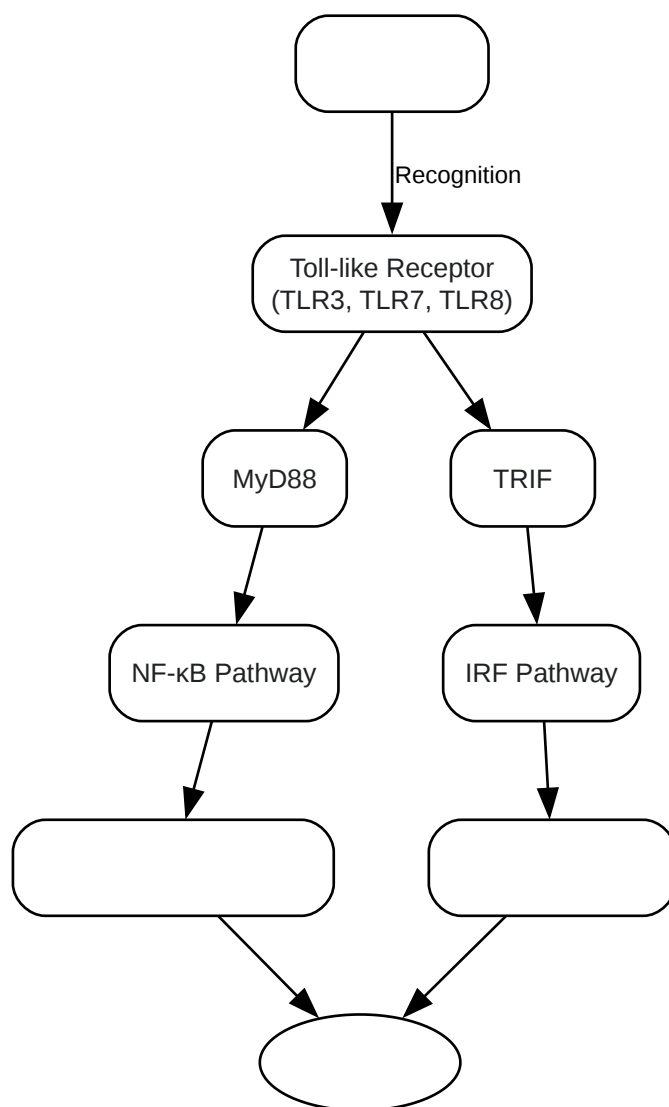 Recognition
Toll-like Receptor
(TLR3, TLR7, TLR8)
MyD88
TRIF
NF-κB Pathway
IRF Pathway